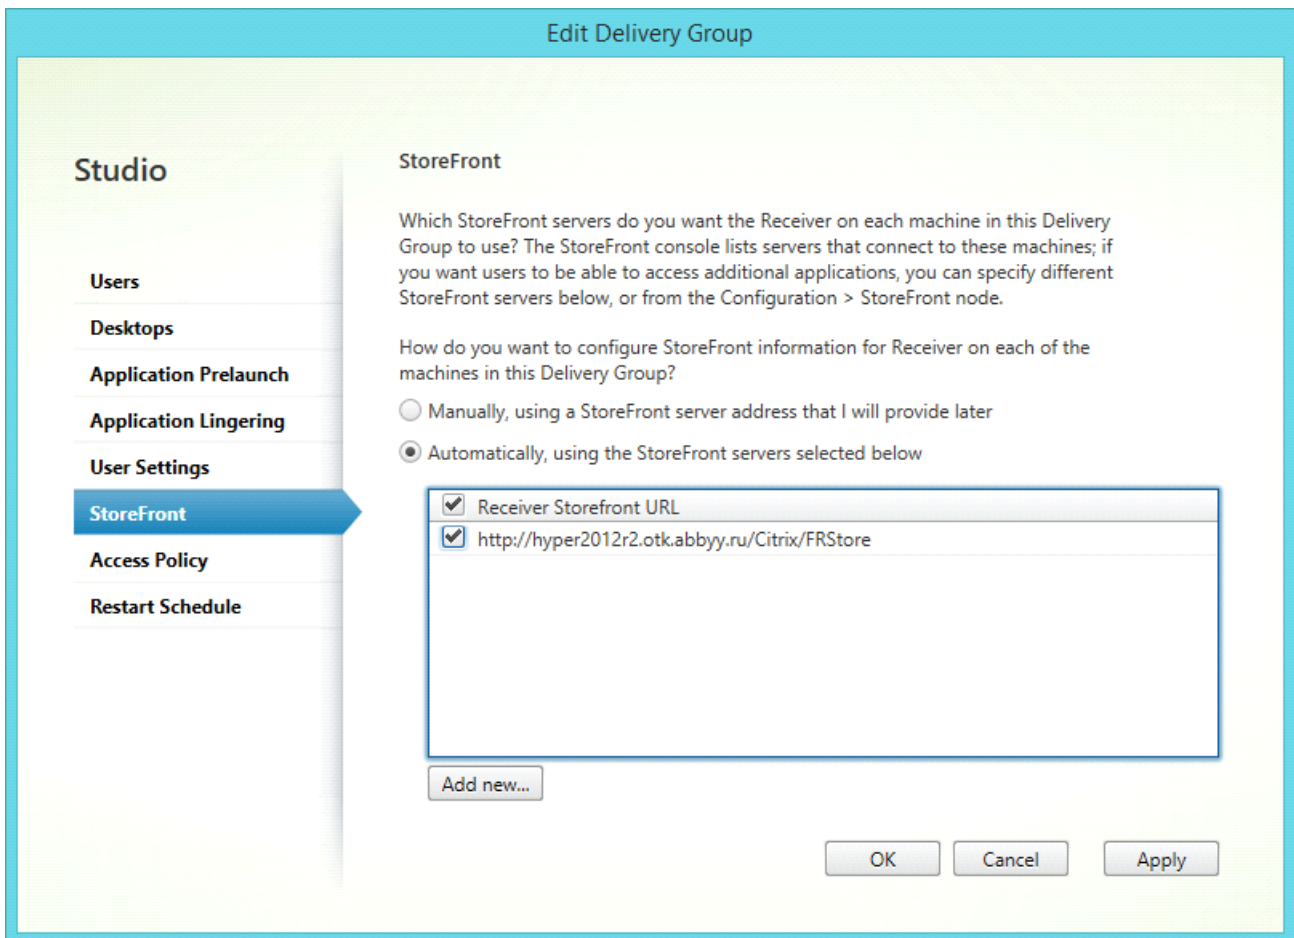 Edit Delivery Group
Studio
Users
Desktops
Application Prelaunch
Application Lingering
User Settings
StoreFront
Access Policy
Restart Schedule
StoreFront
Which StoreFront servers do you want the Receiver on each machine in this Delivery
Group to use? The StoreFront console lists servers that connect to these machines; if
you want users to be able to access additional applications, you can specify different
StoreFront servers below, or from the Configuration > StoreFront node.
How do you want to configure StoreFront information for Receiver on each of the
machines in this Delivery Group?
Manually, using a StoreFront server address that I will provide later
Automatically, using the StoreFront servers selected below
Receiver Storefront URL
http://hyper2012r2.otk.abbyy.ru/Citrix/FRStore
Add new...
OK
Cancel
Apply